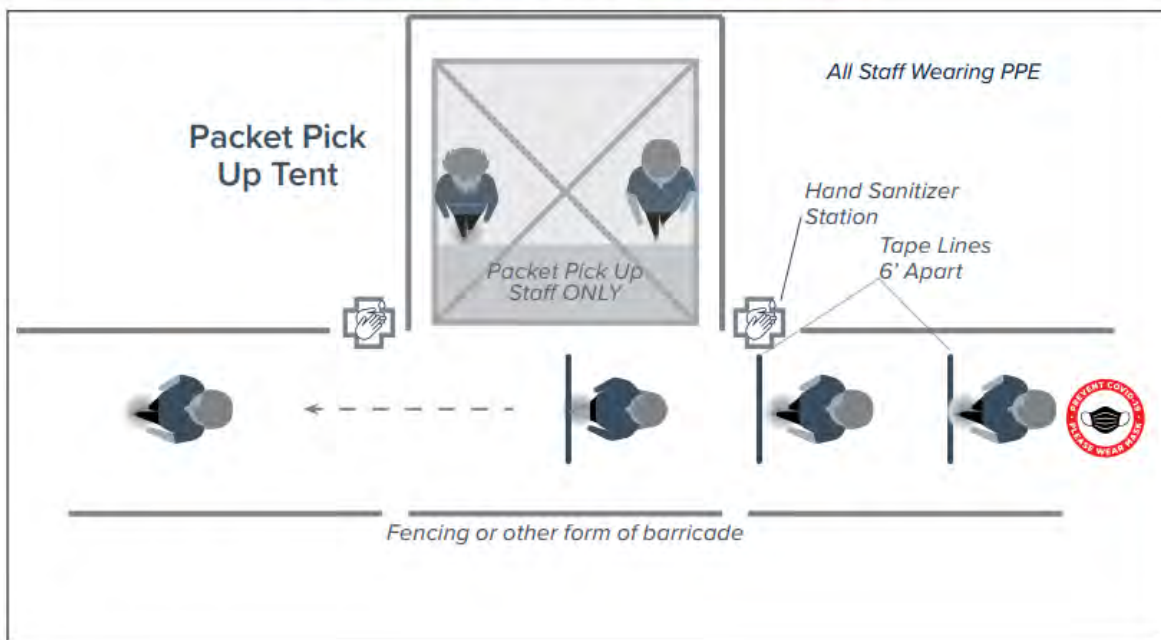 All Staff Wearing PPE
Packet Pick
Up Tent
Hand Sanitizer
Station
Tape Lines
6' Apart
Packet Pick Up
Staff ONLY
PREVENT COVID-19
PLEASE WEAR MASK
Fencing or other form of barricade